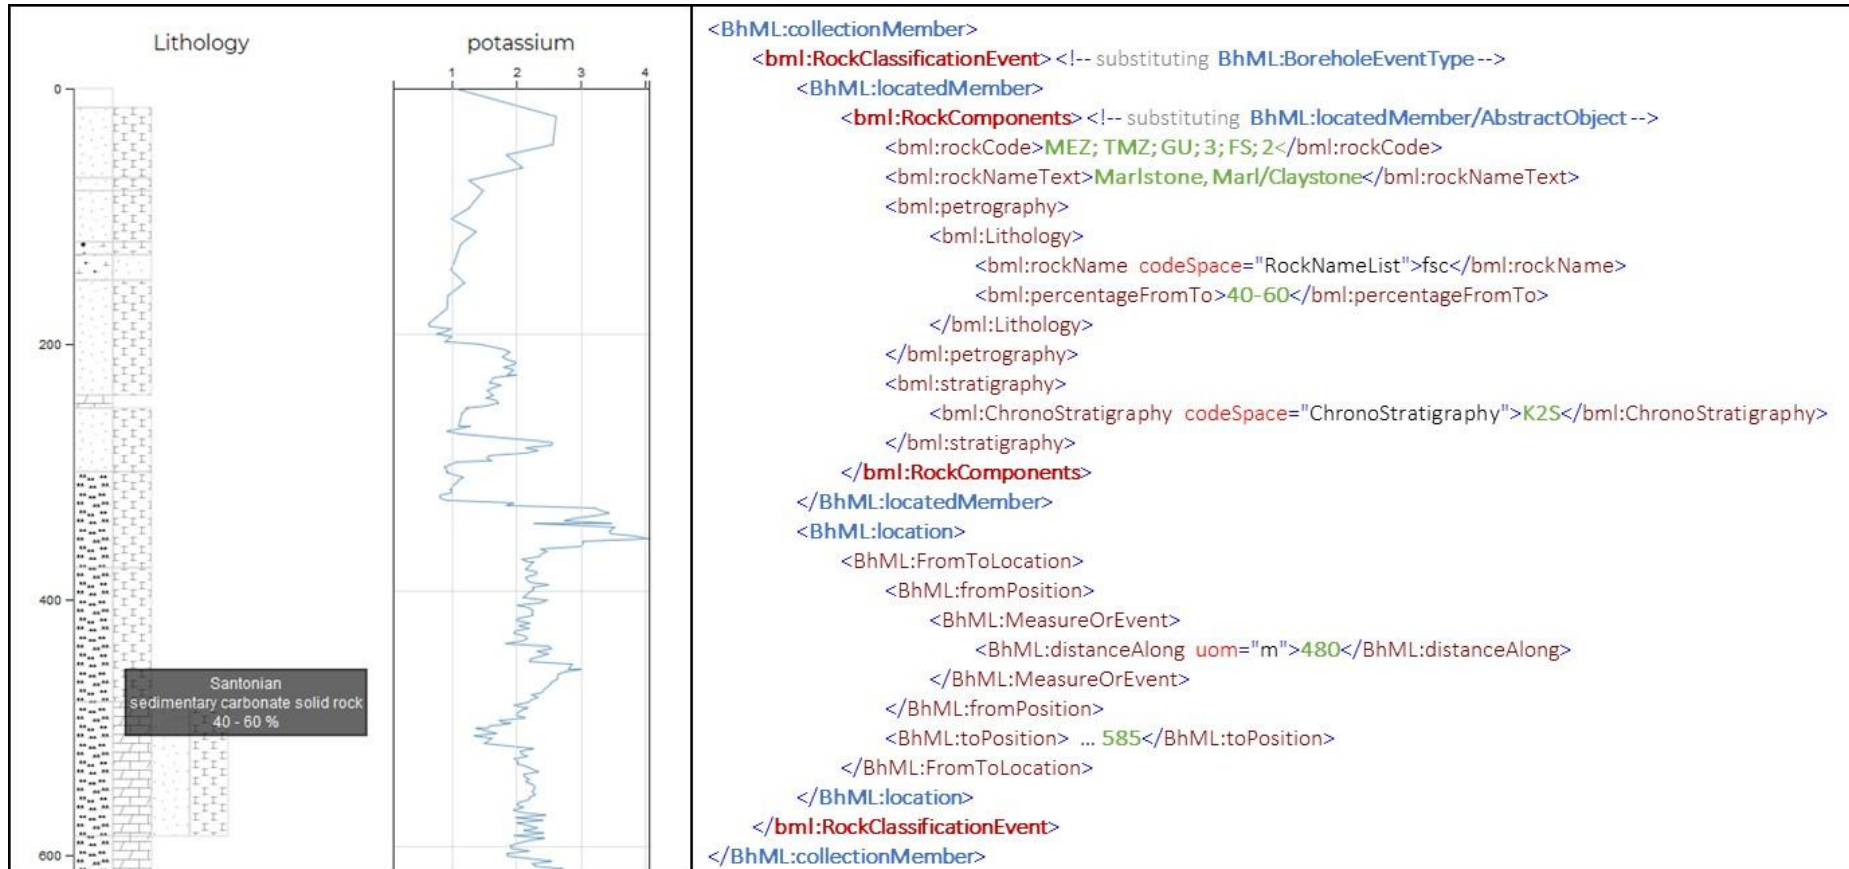 Lithology
potassium
1 2 3 4
0
200
400
Santonian
sedimentary carbonate solid rock
40 - 60 %
600
<BhML:collectionMember>
<bml:RockClassificationEvent><!-- substituting BhML:BoreholeEventType -->
<BhML:locatedMember>
<bml:RockComponents><!-- substituting BhML:locatedMember/AbstractObject -->
<bml:rockCode>MEZ; TMZ; GU; 3; FS; 2</bml:rockCode>
<bml:rockNameText>Marlstone, Marl/Claystone</bml:rockNameText>
<bml:petrography>
<bml:Lithology>
<bml:rockName codeSpace="RockNameList">fsc</bml:rockName>
<bml:percentageFromTo>40-60</bml:percentageFromTo>
</bml:Lithology>
</bml:petrography>
<bml:stratigraphy>
<bml:ChronoStratigraphy codeSpace="ChronoStratigraphy">K2S</bml:ChronoStratigraphy>
</bml:stratigraphy>
</bml:RockComponents>
</BhML:locatedMember>
<BhML:location>
<BhML:FromToLocation>
<BhML:fromPosition>
<BhML:MeasureOrEvent>
<BhML:distanceAlong uom="m">480</BhML:distanceAlong>
</BhML:MeasureOrEvent>
</BhML:fromPosition>
<BhML:toPosition> ... 585</BhML:toPosition>
</BhML:FromToLocation>
</BhML:location>
</bml:RockClassificationEvent>
</BhML:collectionMember>